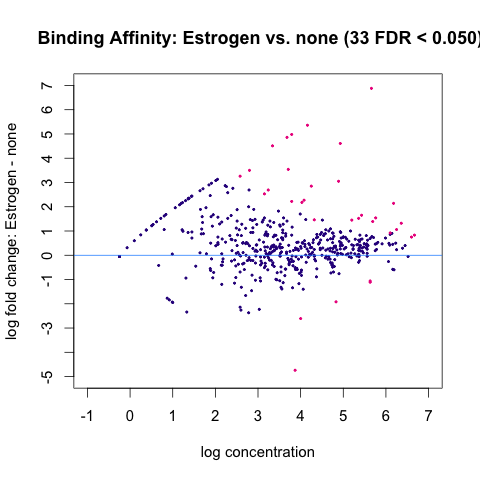 Binding Affinity: Estrogen vs. none (33 FDR < 0.050)
log fold change: Estrogen - none
7
6
5
4
3
2
1
0
-1
-3
-5
-1 0 1 2 3 4 5 6 7
log concentration